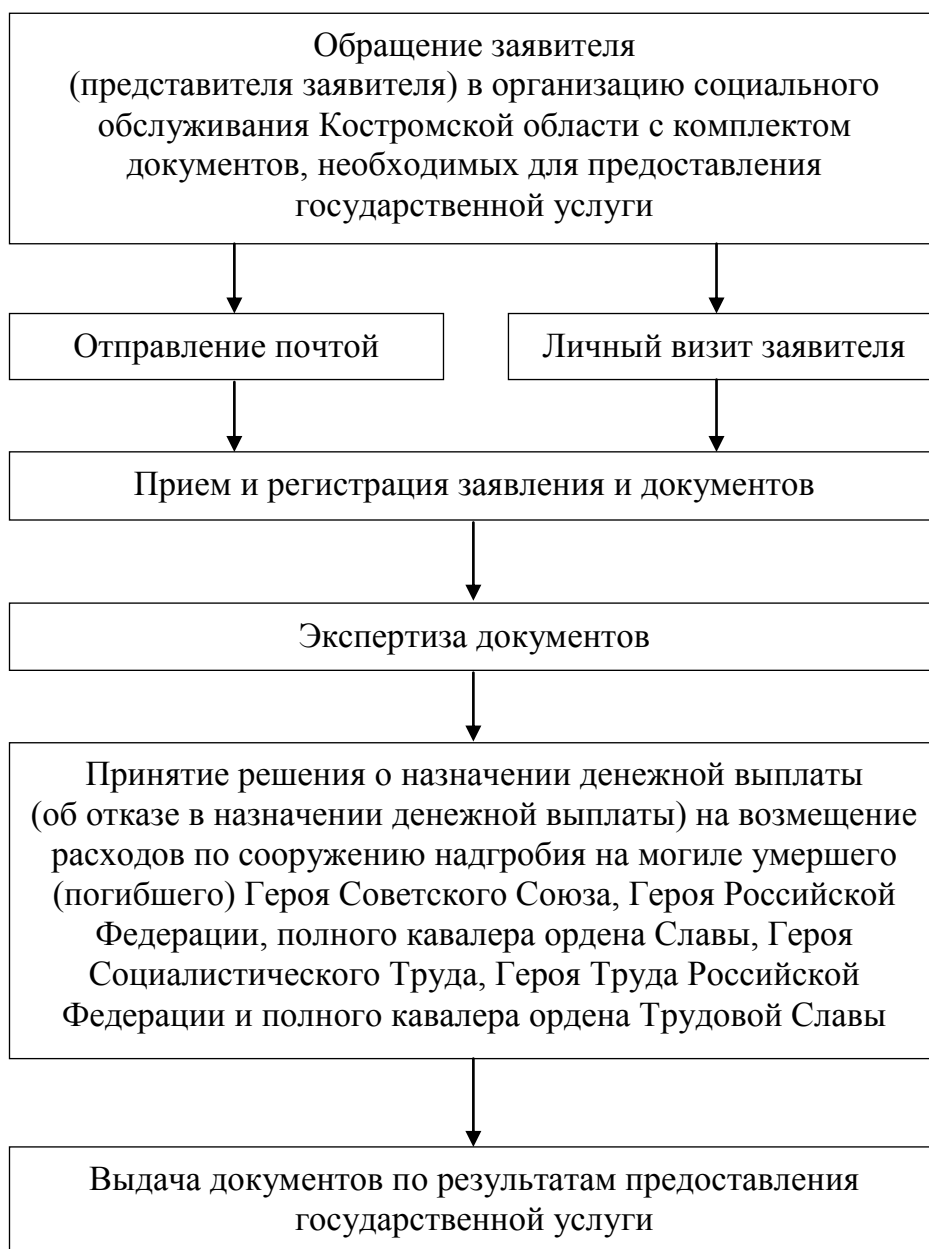 Обращение заявителя
(представителя заявителя) в организацию социального
обслуживания Костромской области с комплектом
документов, необходимых для предоставления
государственной услуги
Отправление почтой
Личный визит заявителя
Прием и регистрация заявления и документов
Экспертиза документов
Принятие решения о назначении денежной выплаты
(об отказе в назначении денежной выплаты) на возмещение
расходов по сооружению надгробия на могиле умершего
(погибшего) Героя Советского Союза, Героя Российской
Федерации, полного кавалера ордена Славы, Героя
Социалистического Труда, Героя Труда Российской
Федерации и полного кавалера ордена Трудовой Славы
Выдача документов по результатам предоставления
государственной услуги